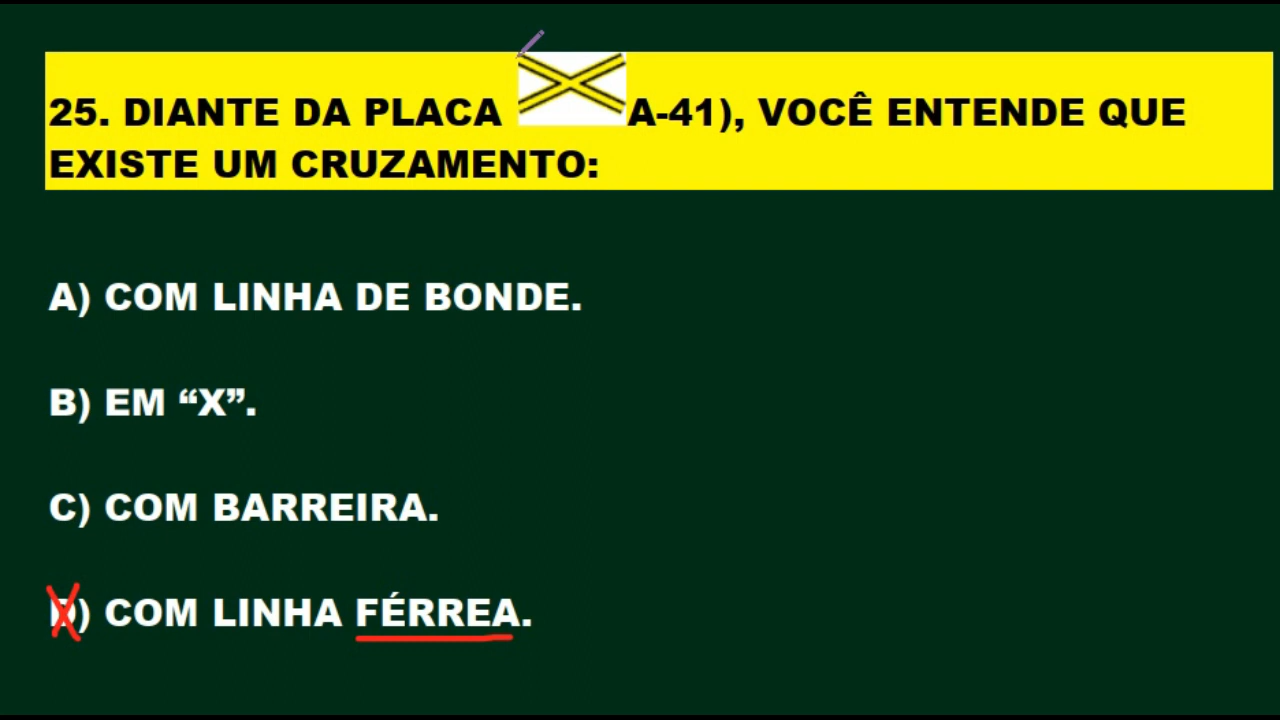 25. DIANTE DA PLACA A-41), VOCÊ ENTENDE QUE
EXISTE UM CRUZAMENTO:
A) COM LINHA DE BONDE.
B) EM “X”.
C) COM BARREIRA.
D) COM LINHA FÉRREA.